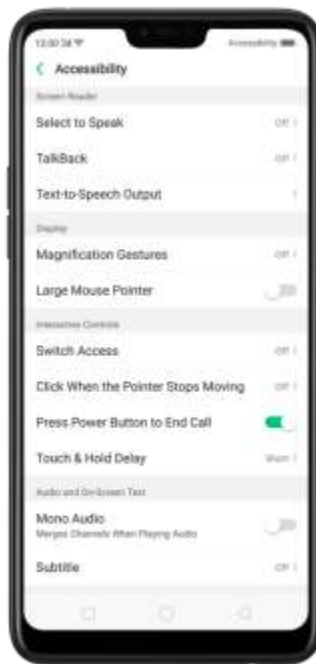 Accessibility
Screen Reader
Select to Speak Off
TalkBack Off
Text-to-Speech Output
Display
Magnification Gestures Off
Large Mouse Pointer
Interactive Controls
Switch Access Off
Click When the Pointer Stops Moving Off
Press Power Button to End Call
Touch & Hold Delay Short
Audio and On-Screen Text
Mono Audio
Merges Channels When Playing Audio
Subtitle Off